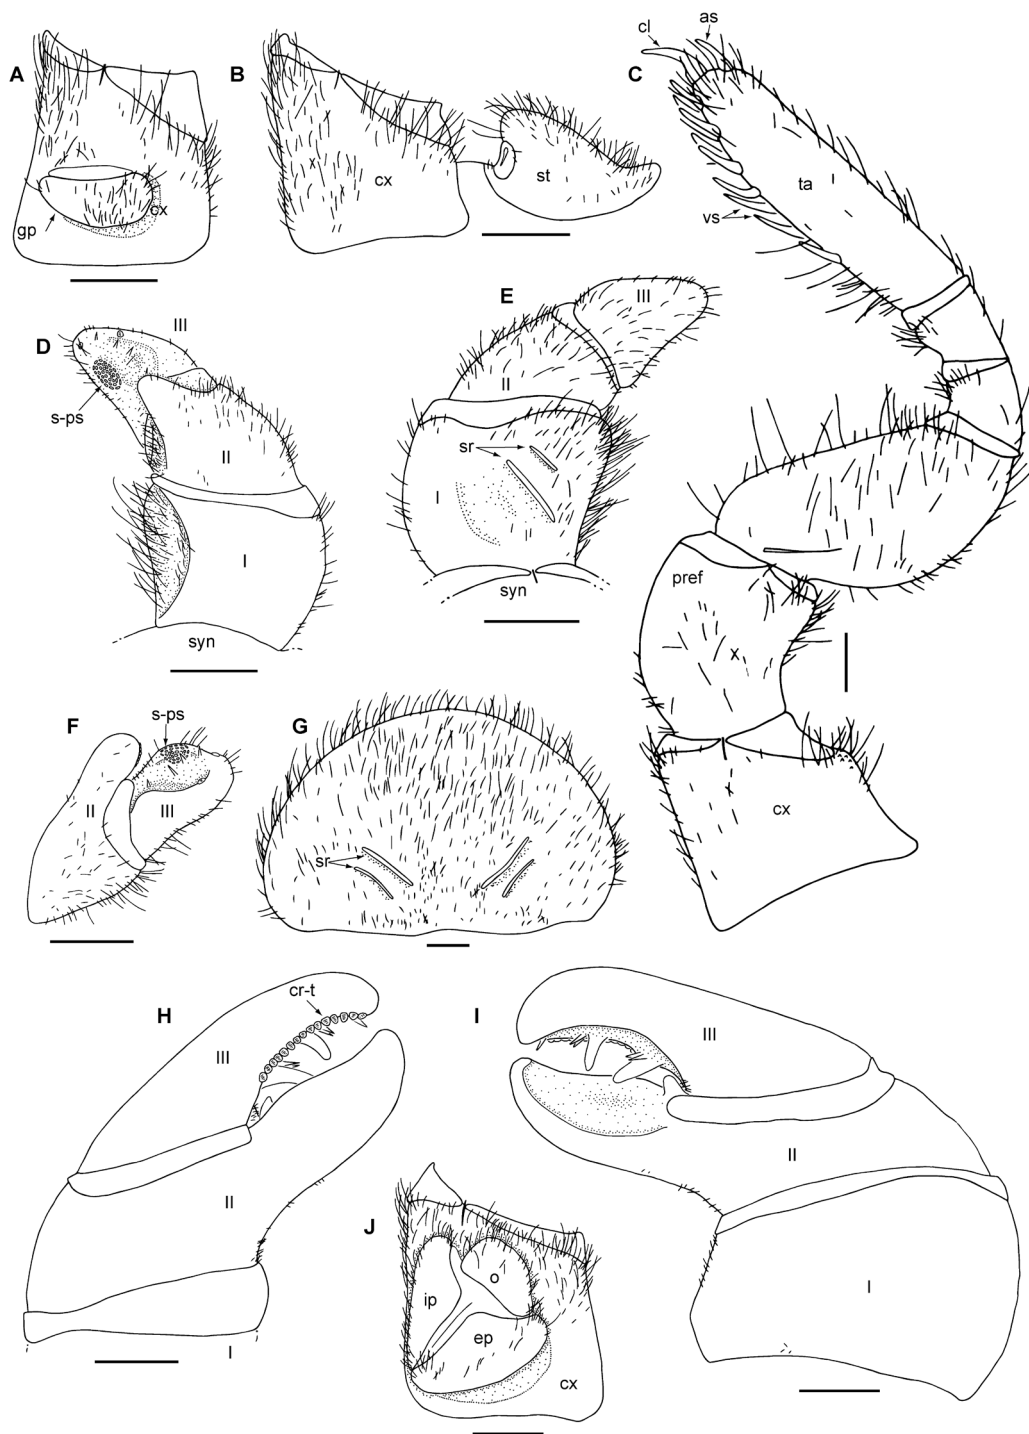 A
cx
gp
B
cx
st
C
cl
as
ta
vs
pref
x
cx
D
III
s-ps
II
I
syn
E
III
II
sr
I
syn
F
s-ps
II
III
G
sr
H
cr-t
III
II
I
I
III
II
I
J
o
ip
ep
cx